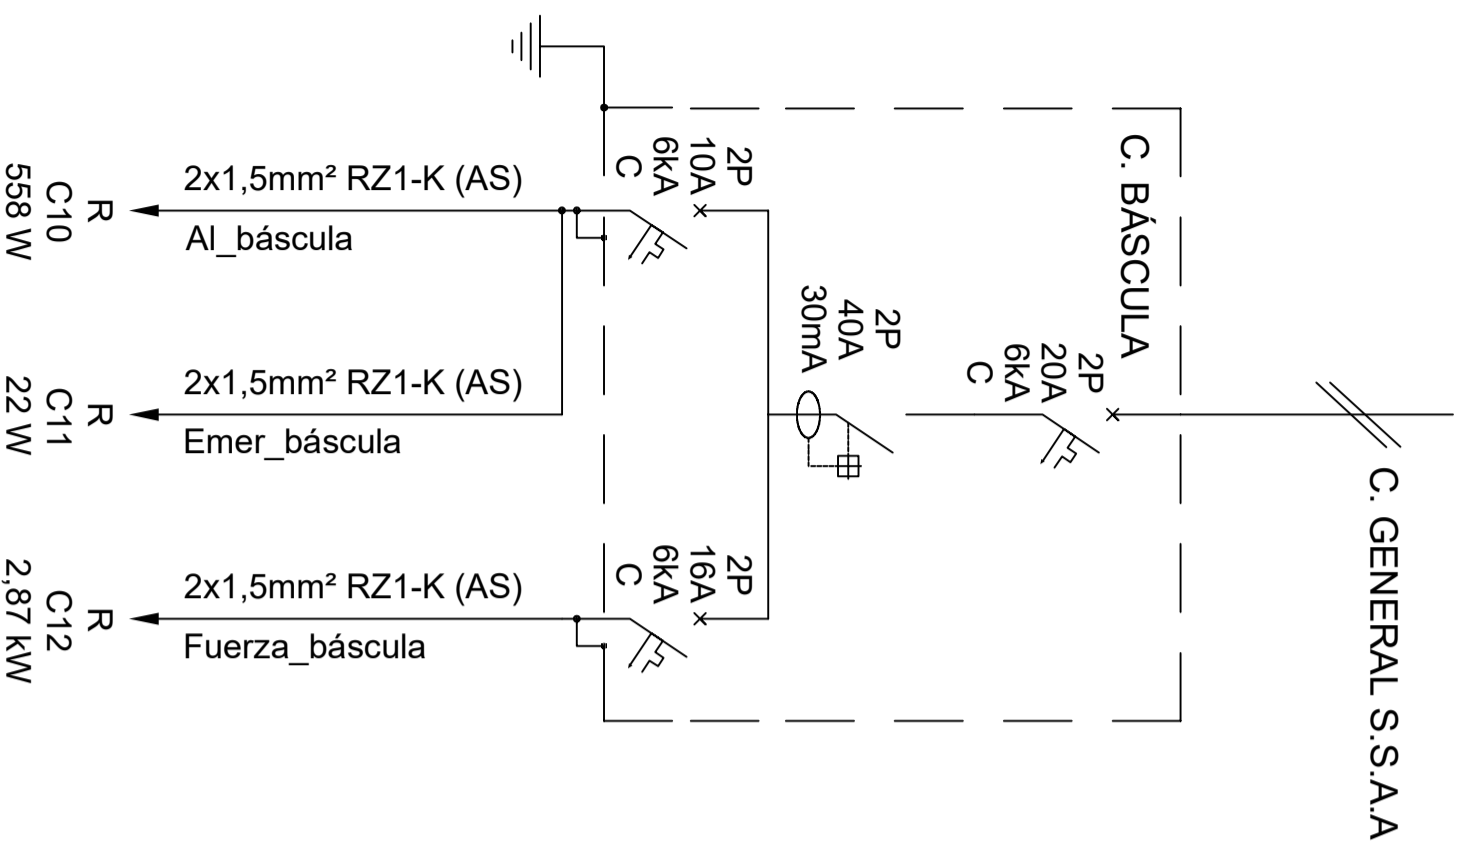 C. GENERAL S.S.A.A
C. BÁSCULA
2P
20A
6kA
C
2P
40A
30mA
2P
10A
6kA
C
2P
16A
6kA
C
2x1,5mm² RZ1-K (AS)
Al_báscula
2x1,5mm² RZ1-K (AS)
Emer_báscula
2x1,5mm² RZ1-K (AS)
Fuerza_báscula
R
C10
558 W
R
C11
22 W
R
C12
2,87 kW